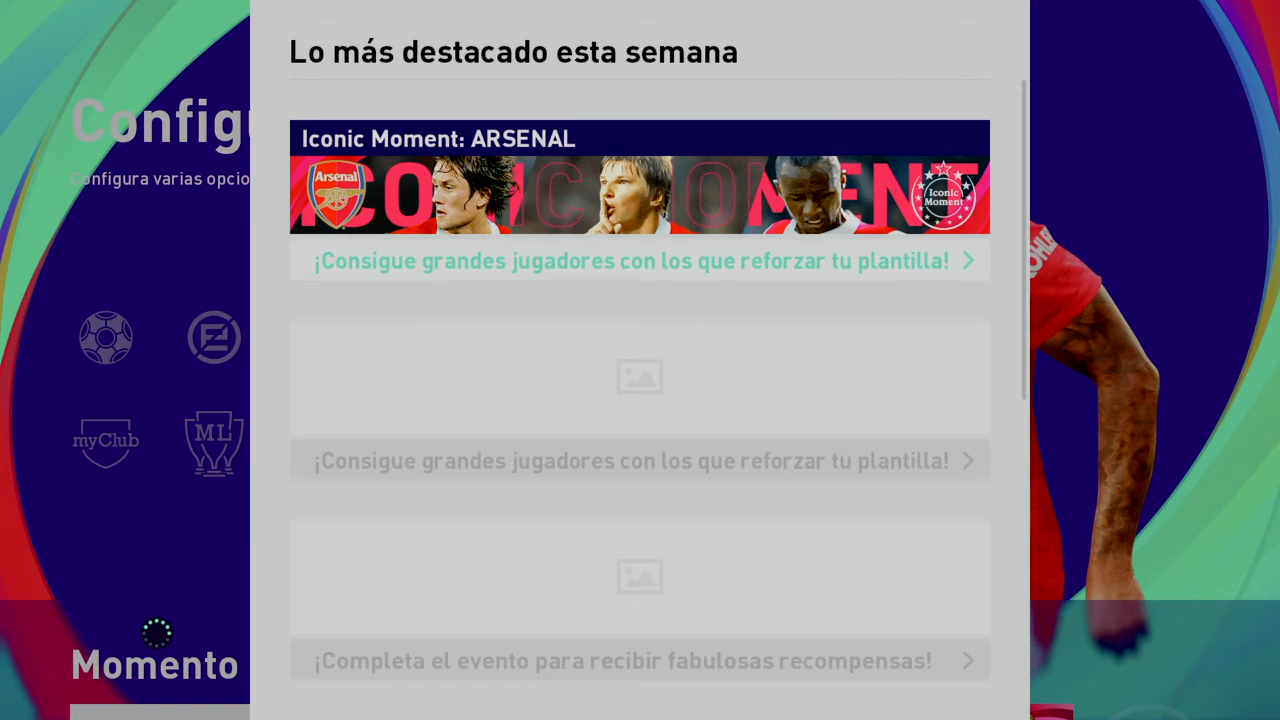 Lo más destacado esta semana
Configu
Configura varias opcio
Iconic Moment: ARSENAL
ICONIC MOMENT
Arsenal
Iconic
Moment
¡Consigue grandes jugadores con los que reforzar tu plantilla!
KOHLER
myClub
ML
¡Consigue grandes jugadores con los que reforzar tu plantilla!
Momento
¡Completa el evento para recibir fabulosas recompensas!